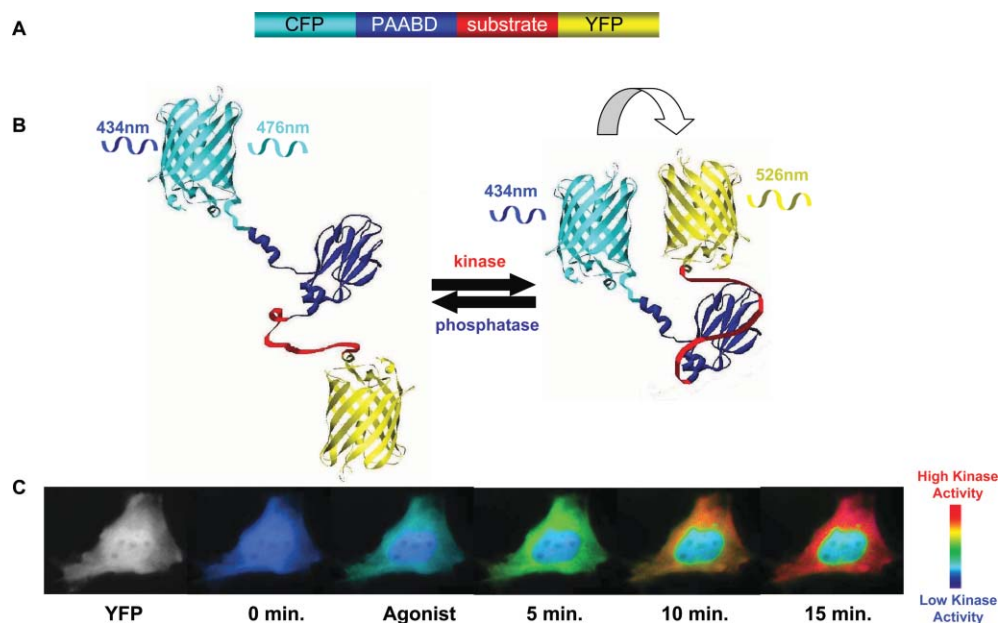 A
CFP PAABD substrate YFP
B
434nm 476nm
434nm 526nm
kinase
phosphatase
C
High Kinase
Activity
Low Kinase
Activity
YFP 0 min. Agonist 5 min. 10 min. 15 min.